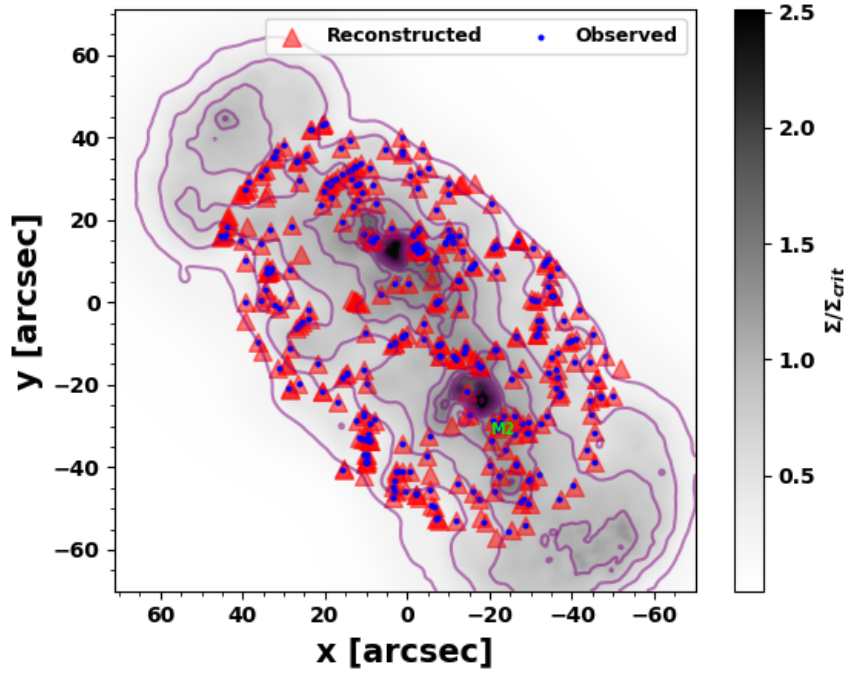 Reconstructed Observed
2.5
60
40
2.0
20
1.5
0
M2
−20
1.0
−40
0.5
−60
60 40 20 0 −20 −40 −60
x [arcsec]
y [arcsec]
Σ/Σcrit